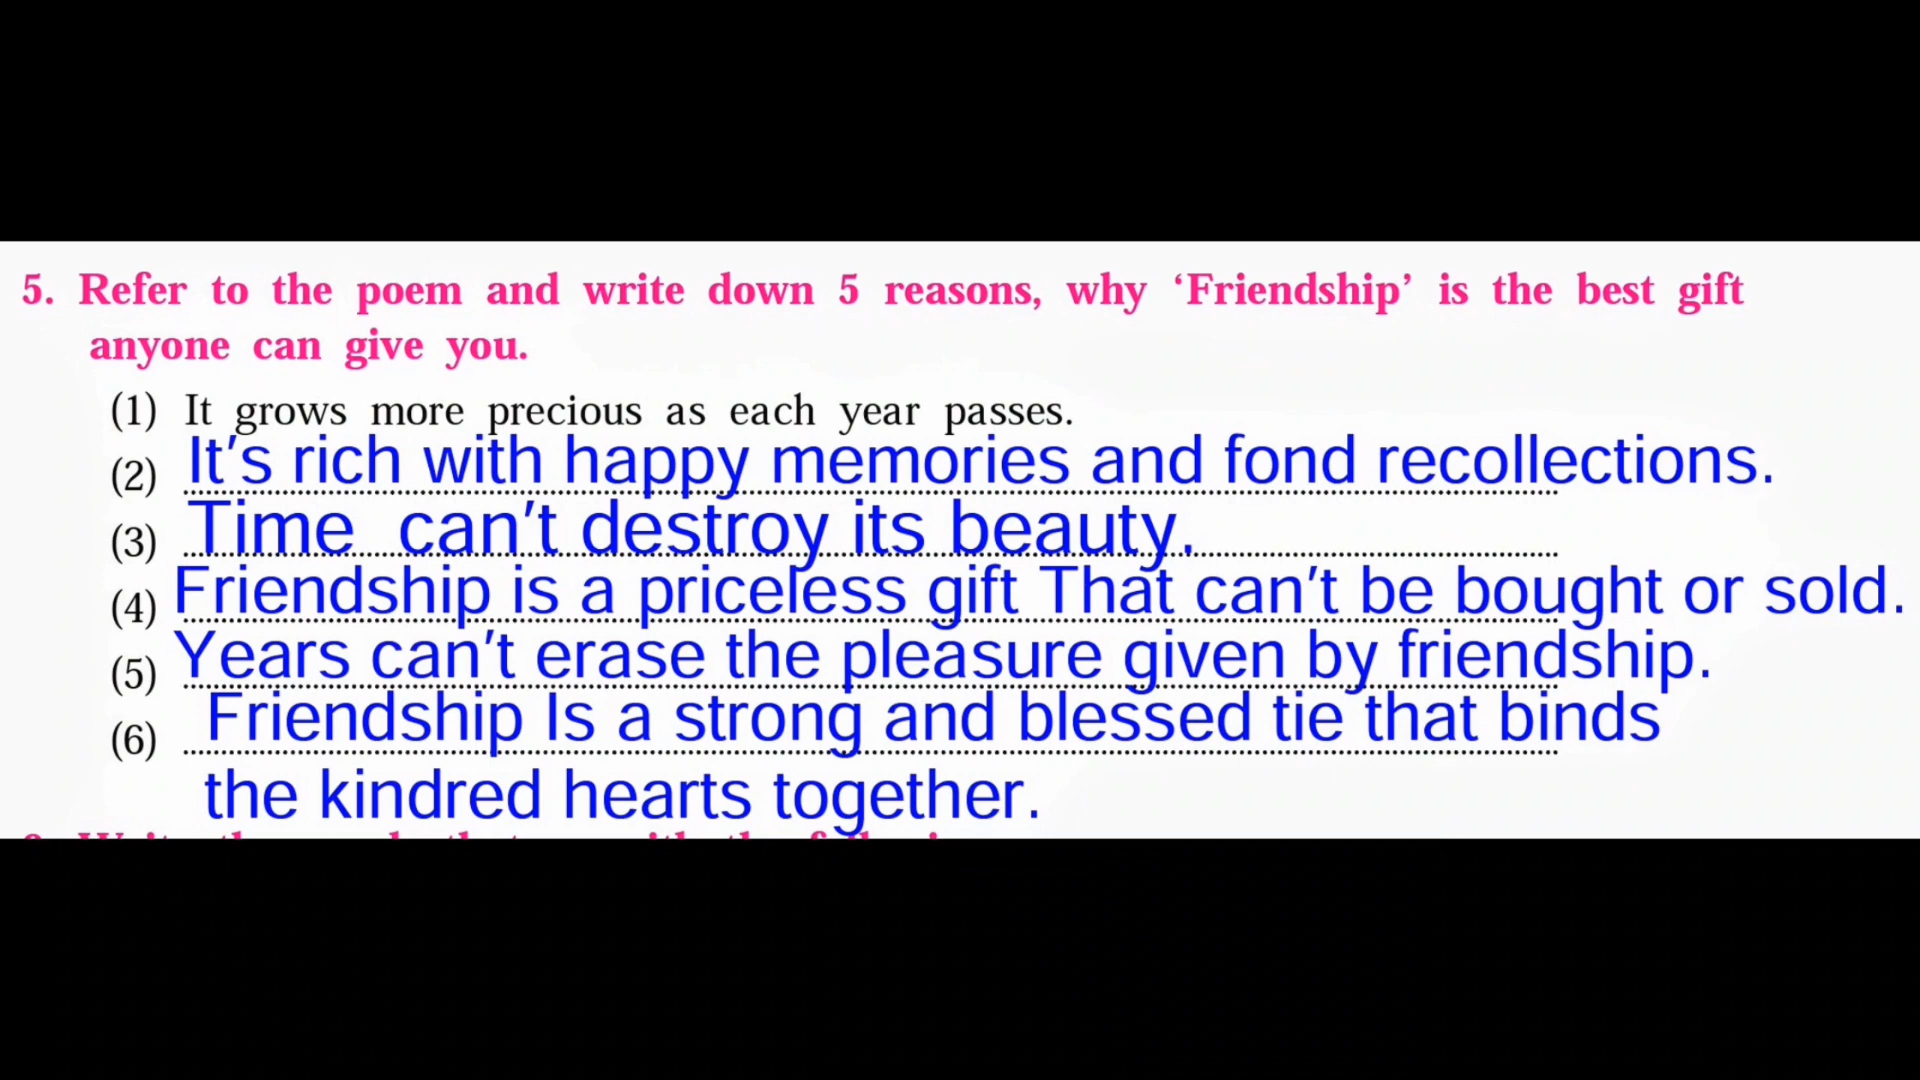 5. Refer to the poem and write down 5 reasons, why ‘Friendship’ is the best gift
anyone can give you.
(1) It grows more precious as each year passes.
(2) It’s rich with happy memories and fond recollections.
(3) Time can’t destroy its beauty.
(4) Friendship is a priceless gift That can’t be bought or sold.
(5) Years can’t erase the pleasure given by friendship.
(6) Friendship Is a strong and blessed tie that binds
the kindred hearts together.